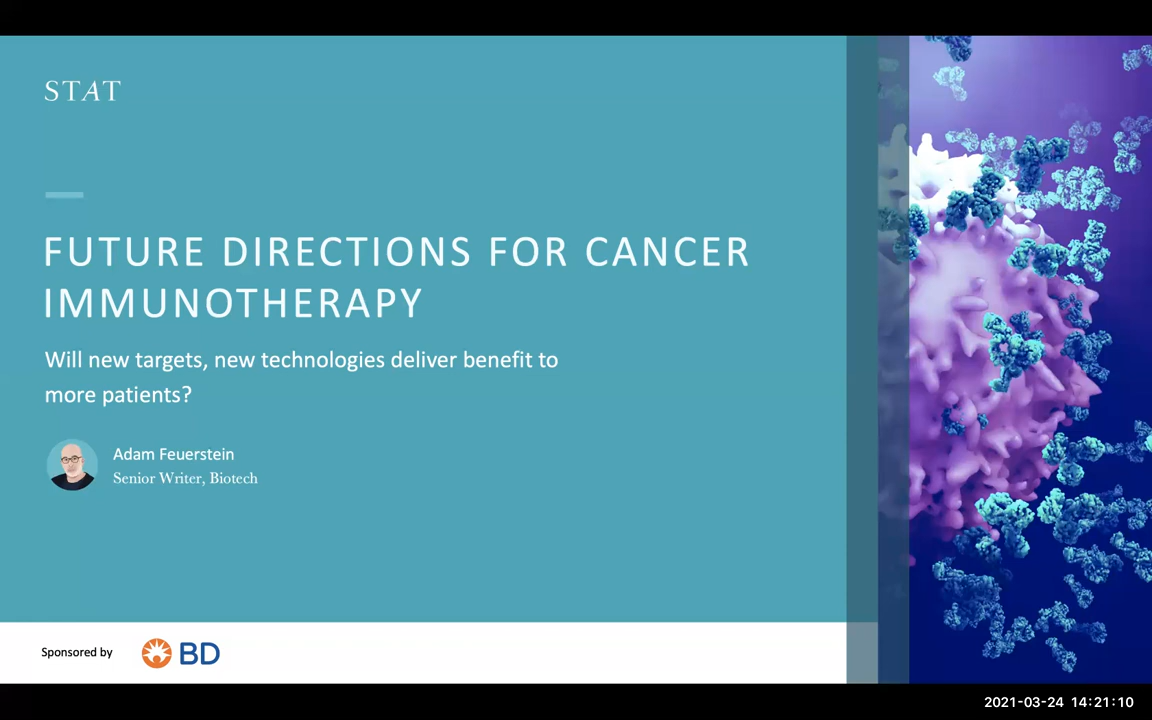 STAT
FUTURE DIRECTIONS FOR CANCER
IMMUNOTHERAPY
Will new targets, new technologies deliver benefit to
more patients?
Adam Feuerstein
Senior Writer, Biotech
Sponsored by BD
2021-03-24 14:21:10